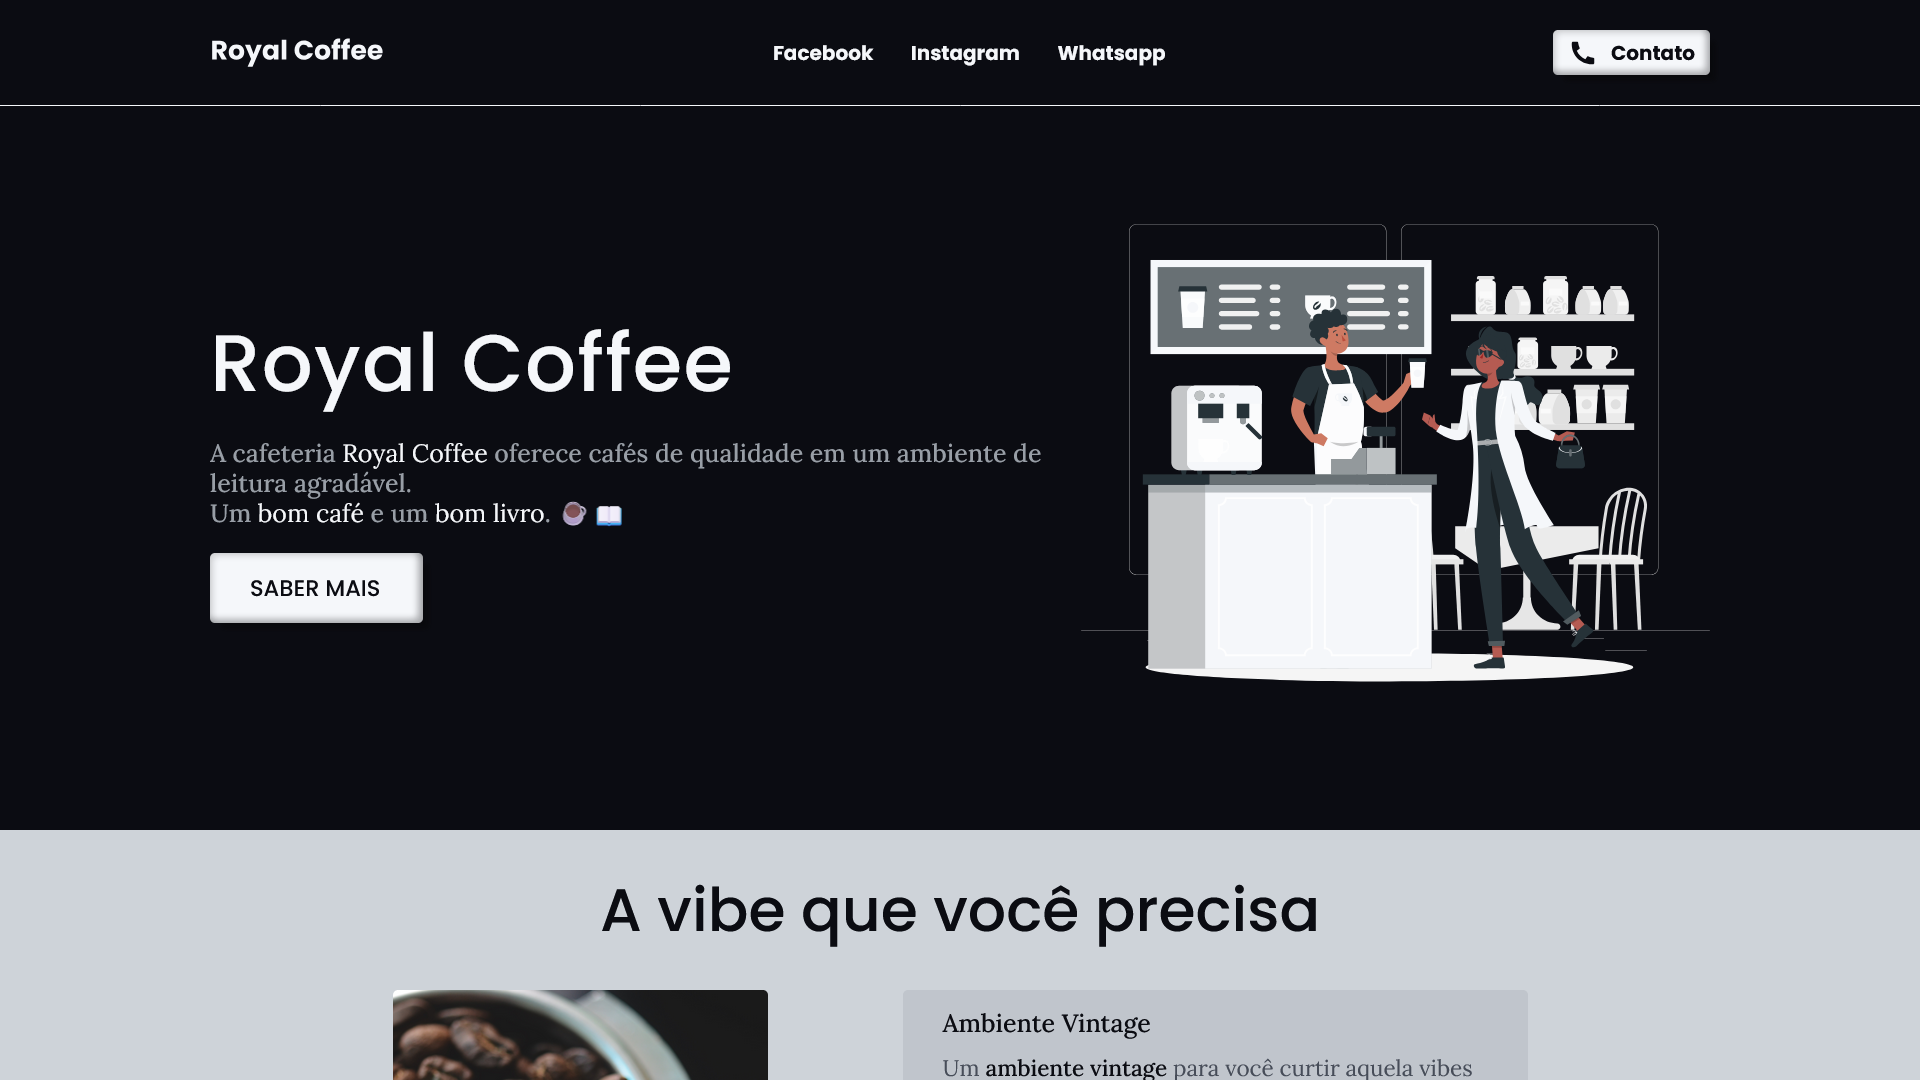 Royal Coffee
Facebook Instagram Whatsapp
Contato
Royal Coffee
A cafeteria Royal Coffee oferece cafés de qualidade em um ambiente de
leitura agradável.
Um bom café e um bom livro. ☕ 📖
SABER MAIS
A vibe que você precisa
Ambiente Vintage
Um ambiente vintage para você curtir aquela vibes